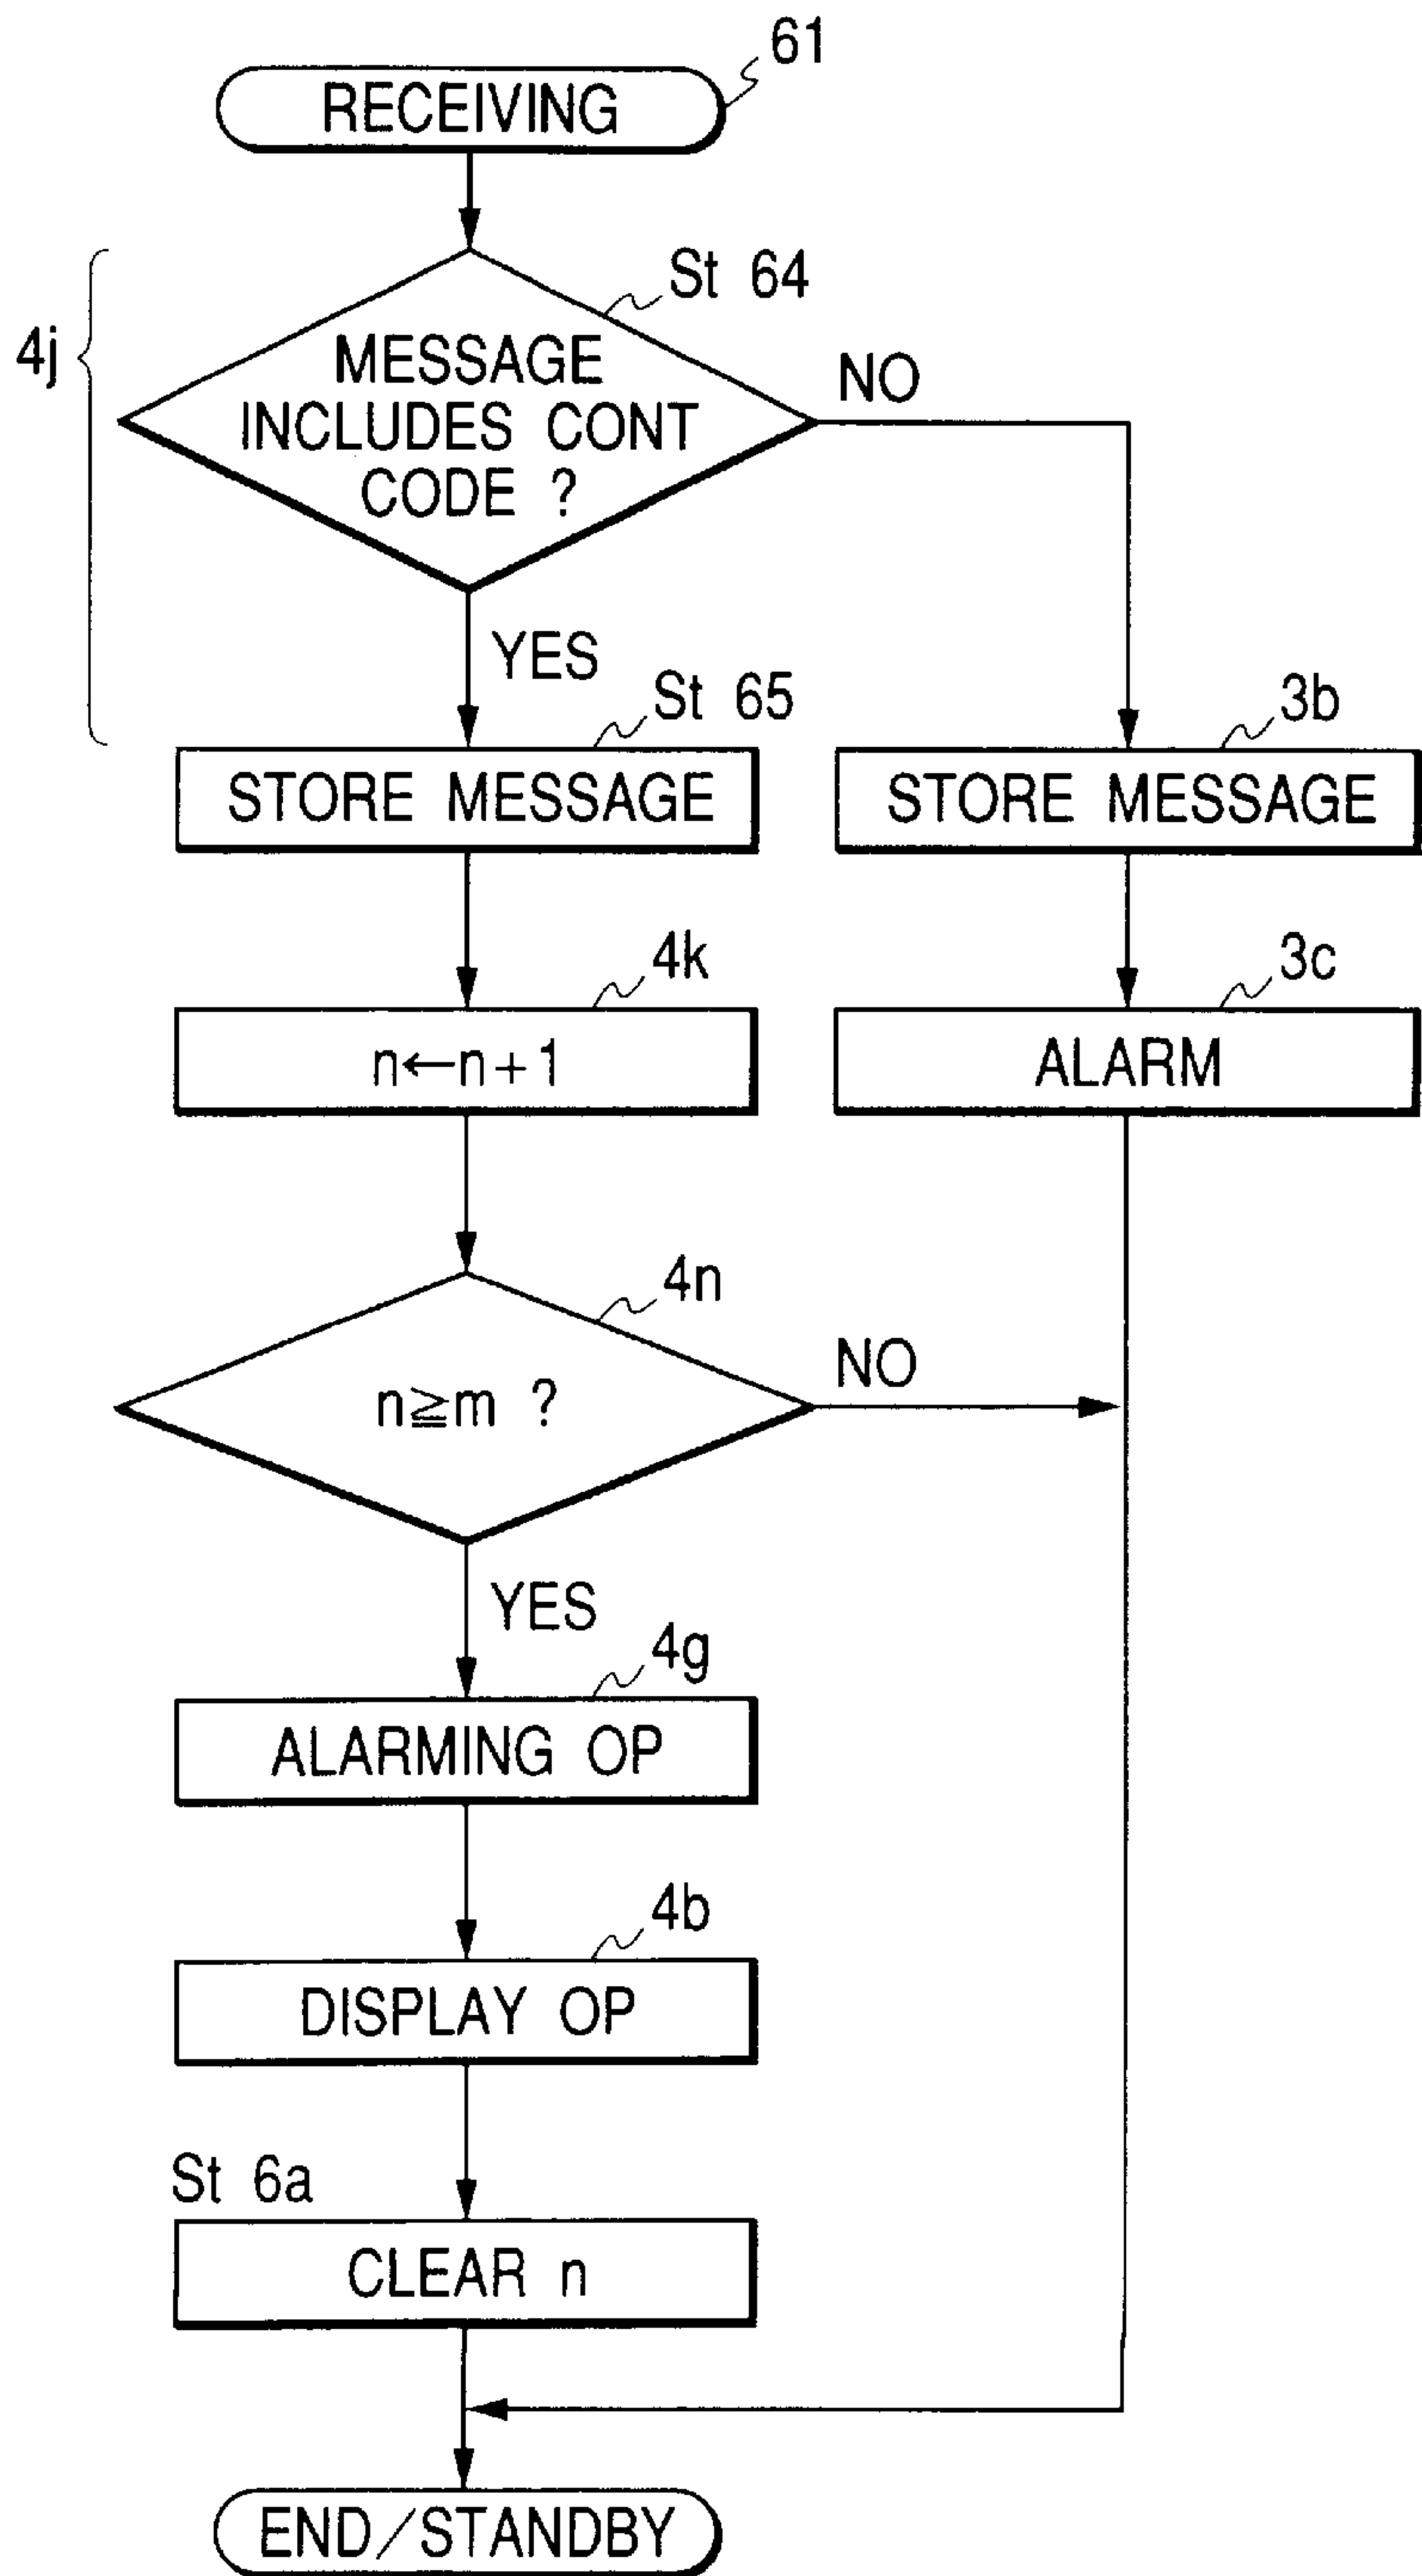 61
RECEIVING
St 64
4j
MESSAGE
INCLUDES CONT
CODE ?
NO
YES
St 65
3b
STORE MESSAGE
STORE MESSAGE
4k
3c
n←n+1
ALARM
4n
n≧m ?
NO
YES
4g
ALARMING OP
4b
DISPLAY OP
St 6a
CLEAR n
END/STANDBY